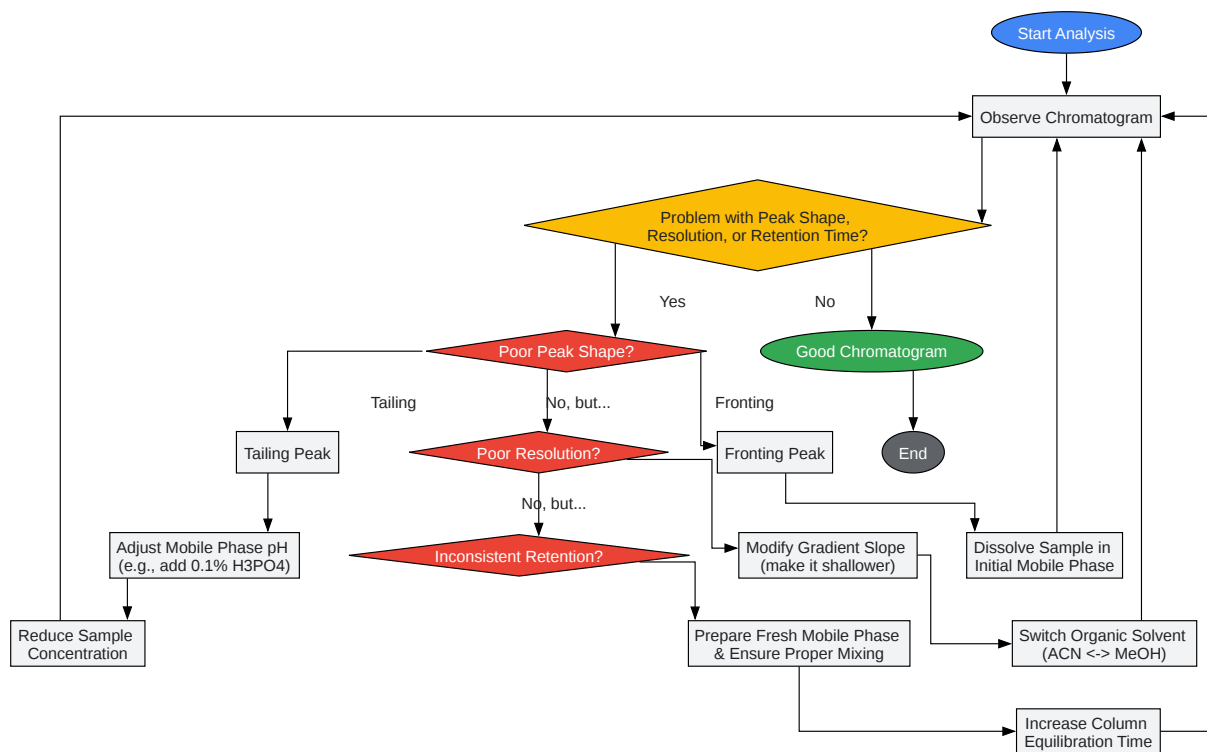 Start Analysis
Observe Chromatogram
Problem with Peak Shape,
Resolution, or Retention Time?
Yes
No
Poor Peak Shape?
Good Chromatogram
Tailing
No, but...
Fronting
Tailing Peak
Poor Resolution?
Fronting Peak
End
No, but...
Adjust Mobile Phase pH
(e.g., add 0.1% H3PO4)
Inconsistent Retention?
Modify Gradient Slope
(make it shallower)
Dissolve Sample in
Initial Mobile Phase
Reduce Sample
Concentration
Prepare Fresh Mobile Phase
& Ensure Proper Mixing
Switch Organic Solvent
(ACN <-> MeOH)
Increase Column
Equilibration Time